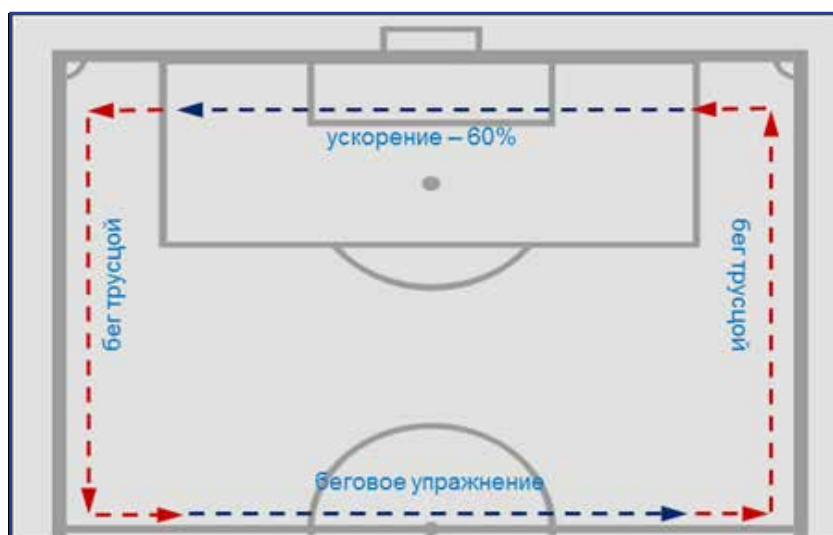 ускорение – 60%
бег трусцой
бег трусцой
беговое упражнение